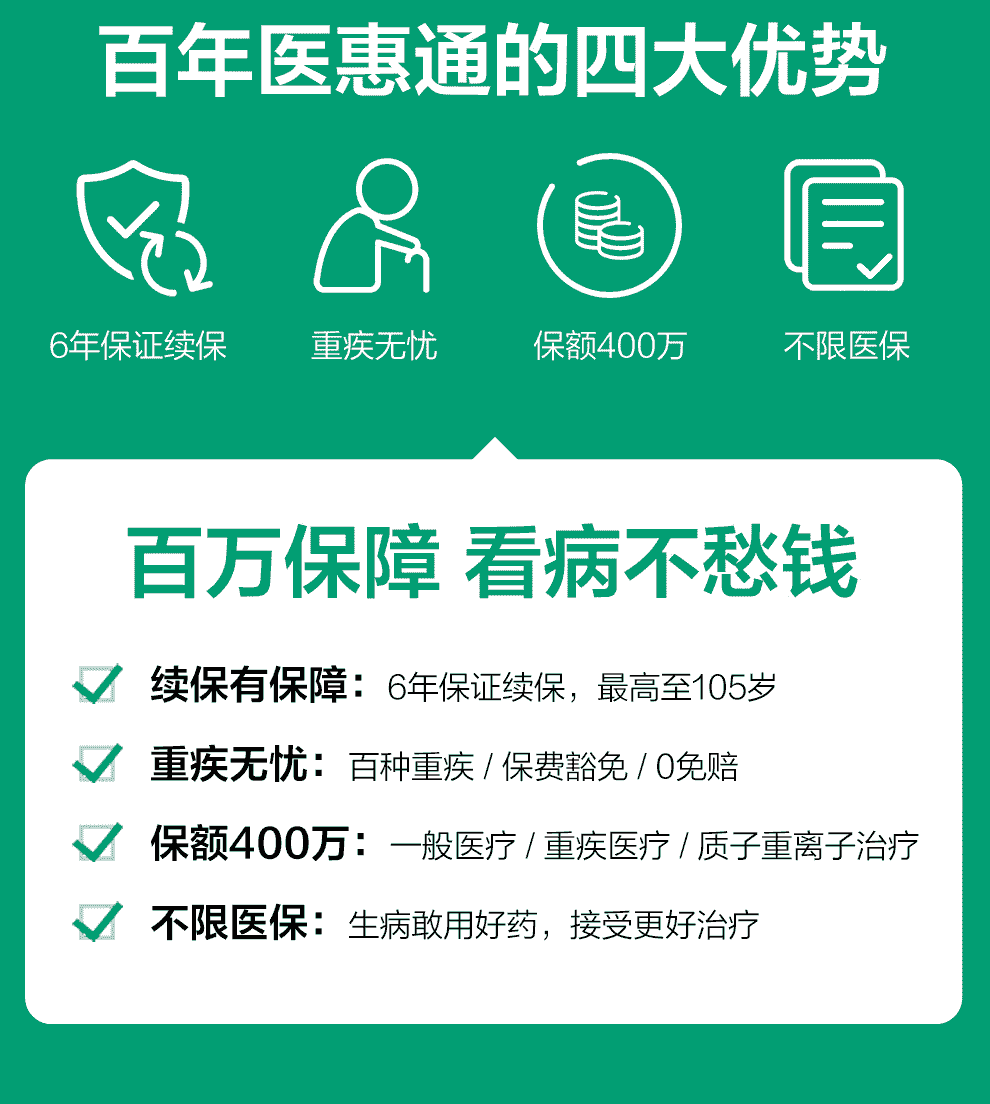 百年医惠通的四大优势
6年保证续保
重疾无忧
保额400万
不限医保
百万保障 看病不愁钱
续保有保障：6年保证续保，最高至105岁
重疾无忧：百种重疾 / 保费豁免 / 0免赔
保额400万：一般医疗 / 重疾医疗 / 质子重离子治疗
不限医保：生病敢用好药，接受更好治疗